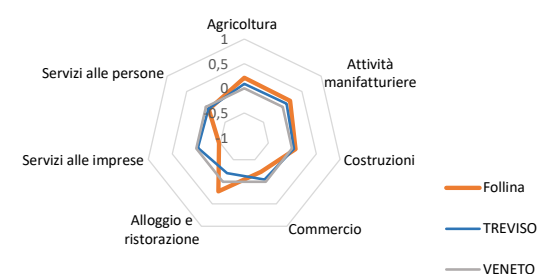 Agricoltura
1
0,5
0
-0,5
-1
Attività
manifatturiere
Costruzioni
Commercio
Alloggio e
ristorazione
Servizi alle imprese
Servizi alle persone
Follina
TREVISO
VENETO